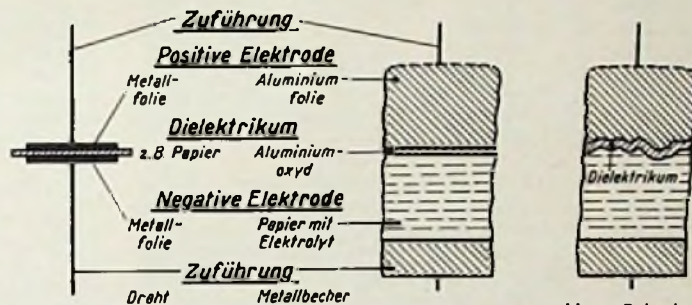 Zuführung
Positive Elektrode
Metall- Aluminium-
folie folie
Dielektrikum
z.B. Papier Aluminium-
oxyd
Dielektrikum
Negative Elektrode
Metall- Papier mit
folie Elektrolyt
Zuführung
Draht Metallbecher